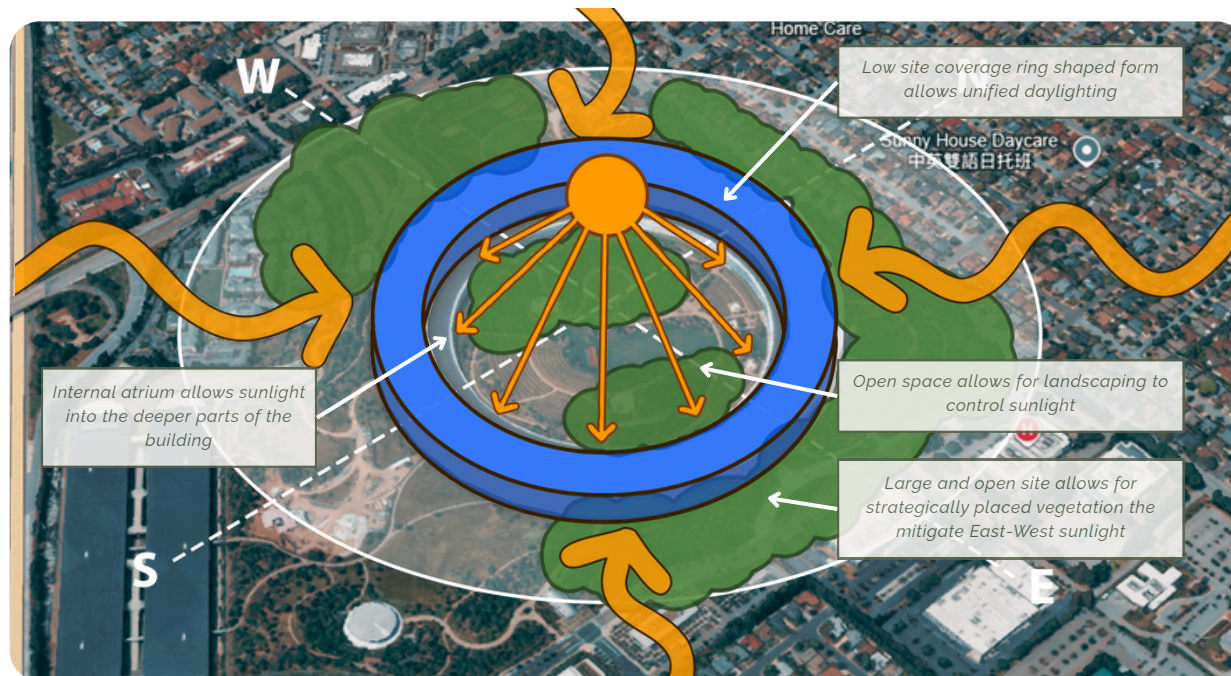 Home Care
W
Low site coverage ring shaped form
allows unified daylighting
Sunny House Daycare
中英雙語日托班
Internal atrium allows sunlight
into the deeper parts of the
building
Open space allows for landscaping to
control sunlight
Large and open site allows for
strategically placed vegetation the
mitigate East-West sunlight
S
E